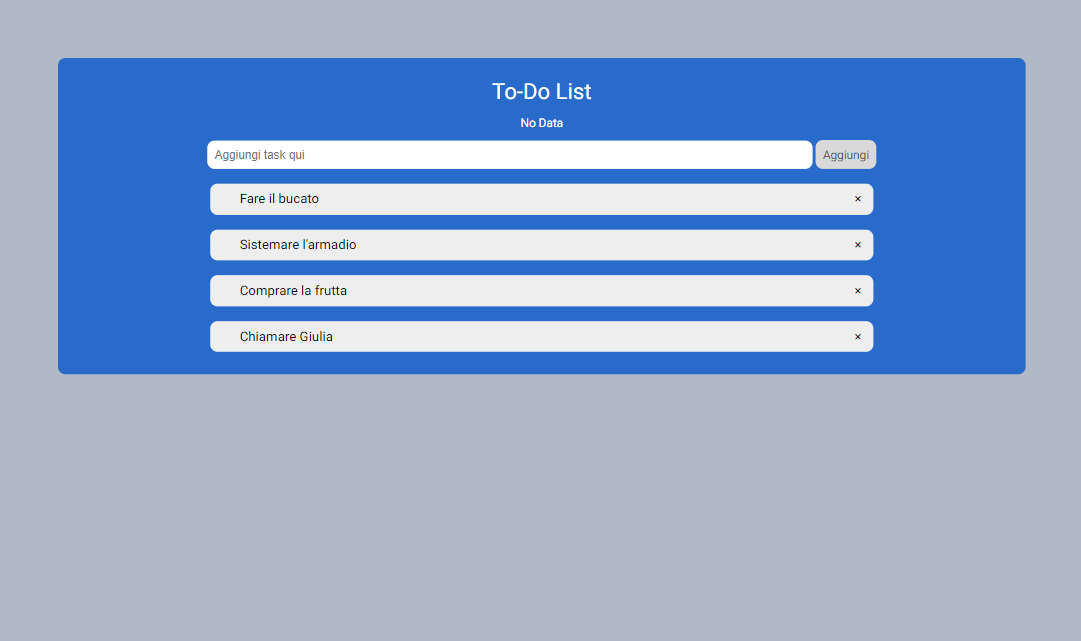 To-Do List
No Data
Aggiungi task qui Aggiungi
Fare il bucato ×
Sistemare l'armadio ×
Comprare la frutta ×
Chiamare Giulia ×